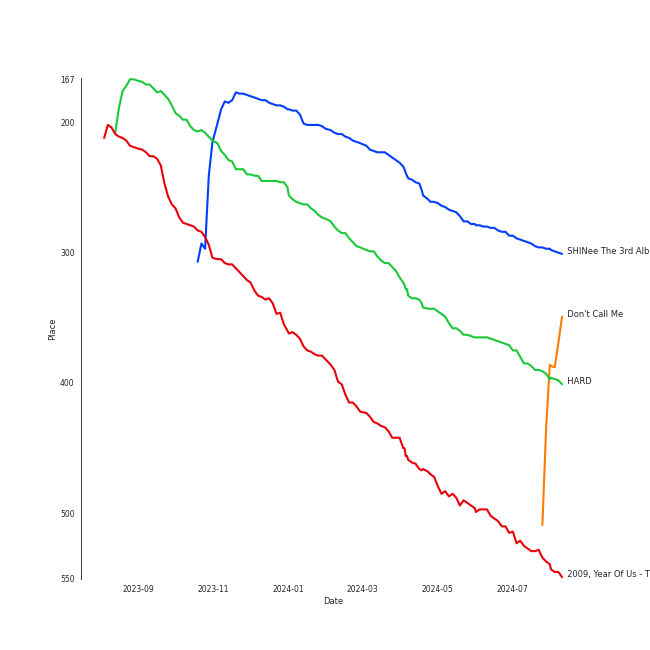 167
200
300
400
500
550
Place
2023-09
2023-11
2024-01
2024-03
2024-05
2024-07
Date
SHINee The 3rd Alb
Don't Call Me
HARD
2009, Year Of Us - T